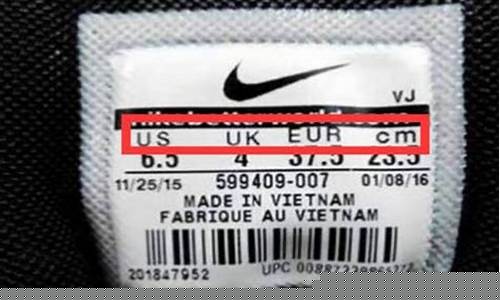 VJ
US UK EUR cm
6.5 4 37.5 23.5
11/25/15 599409-007 01/08/16
MADE IN VIETNAM
FABRIQUE AU VIETNAM
201847952 UPC